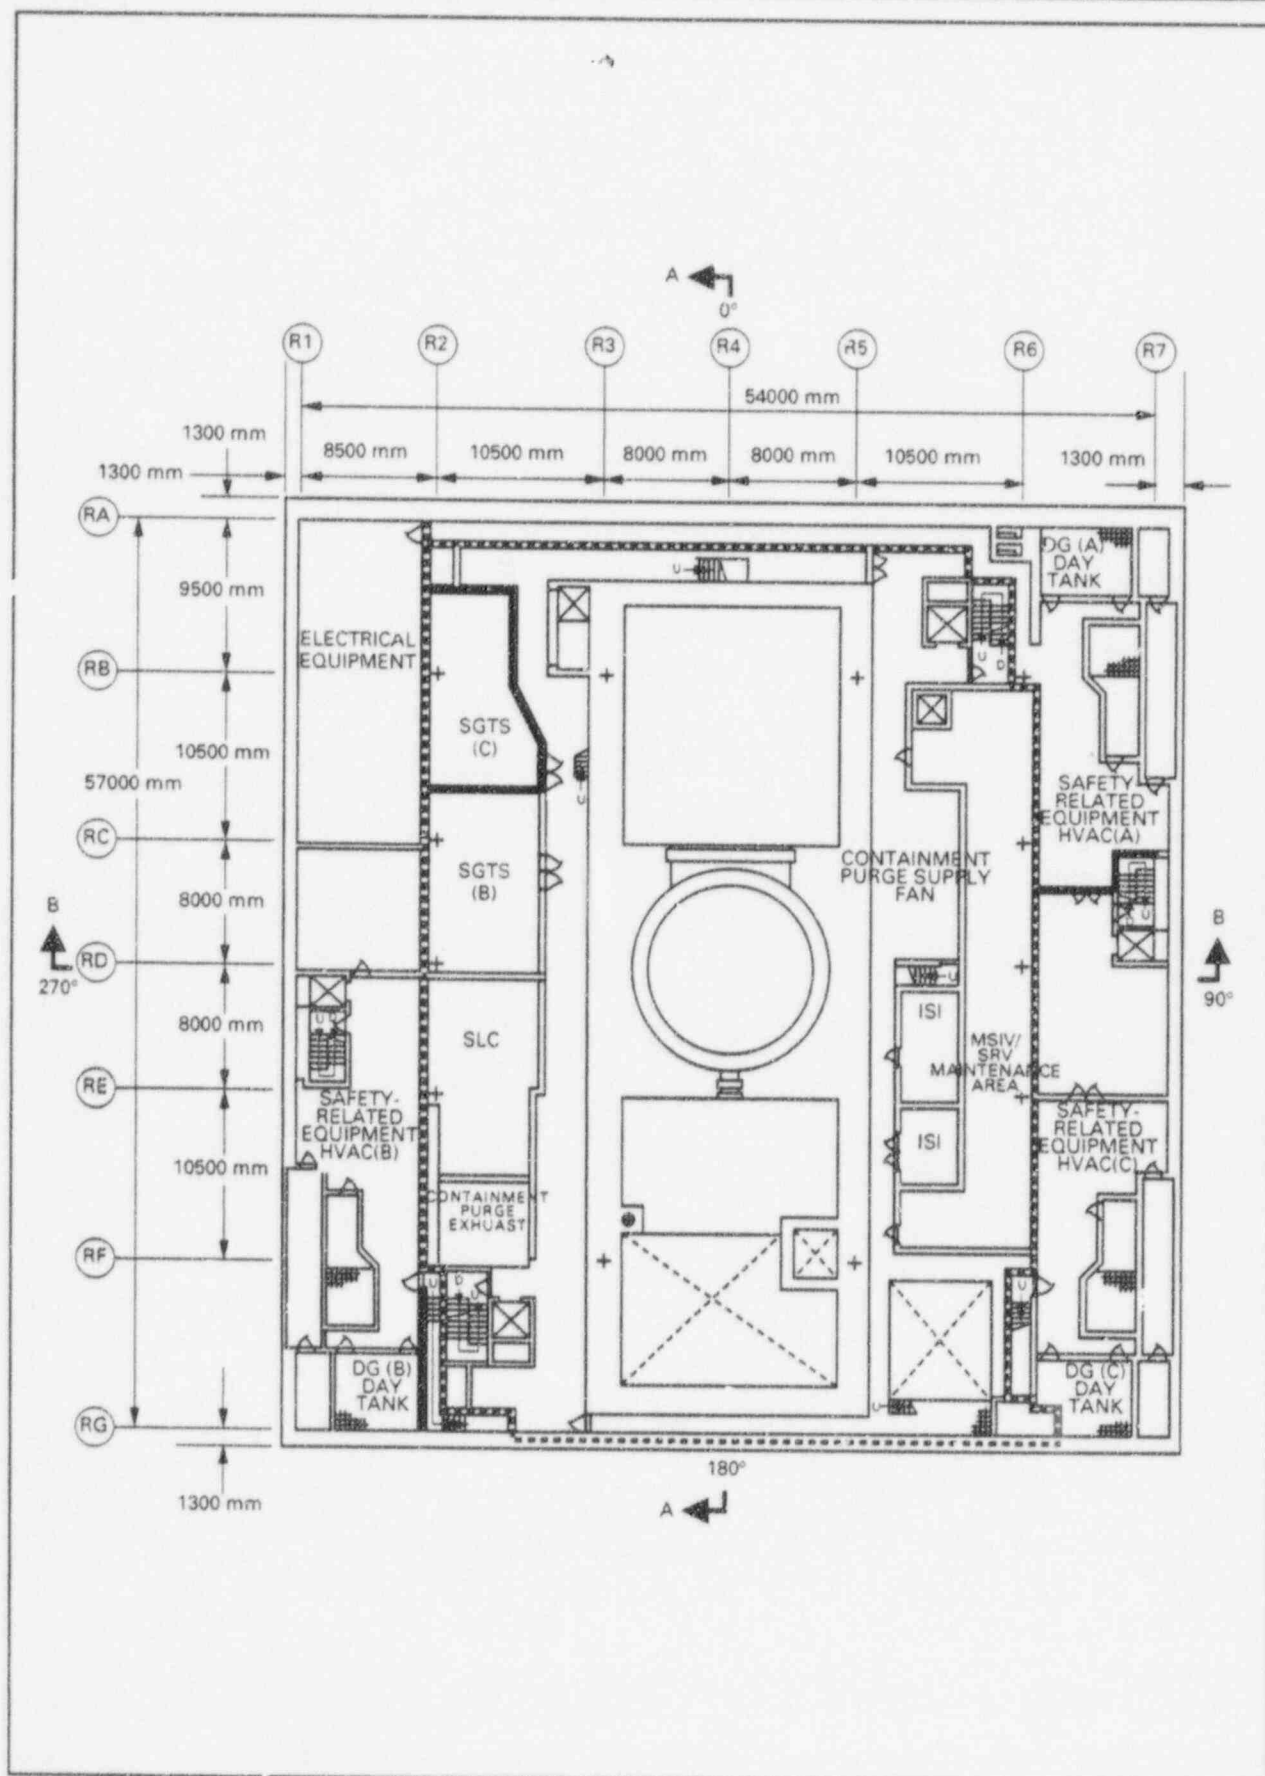 A
0°
R1 R2 R3 R4 R5 R6 R7
54000 mm
1300 mm
8500 mm 10500 mm 8000 mm 8000 mm 10500 mm 1300 mm
1300 mm
RA
DG (A)
DAY
TANK
U
9500 mm
ELECTRICAL
EQUIPMENT
RB
U
D
SGTS
(C)
10500 mm
57000 mm
U
SAFETY-
RELATED
EQUIPMENT
HVAC(A)
RC
CONTAINMENT
PURGE SUPPLY
FAN
SGTS
(B)
8000 mm
B
270°
D U
B
90°
RD
U
8000 mm
U D
SLC
ISI
MSIV/
SRV
MAINTENANCE
AREA
RE
SAFETY-
RELATED
EQUIPMENT
HVAC(B)
SAFETY-
RELATED
EQUIPMENT
HVAC(C)
ISI
10500 mm
CONTAINMENT
PURGE
EXHUAST
RF
U D U
U
DG (B)
DAY
TANK
DG (C)
DAY
TANK
U
RG
180°
1300 mm
A